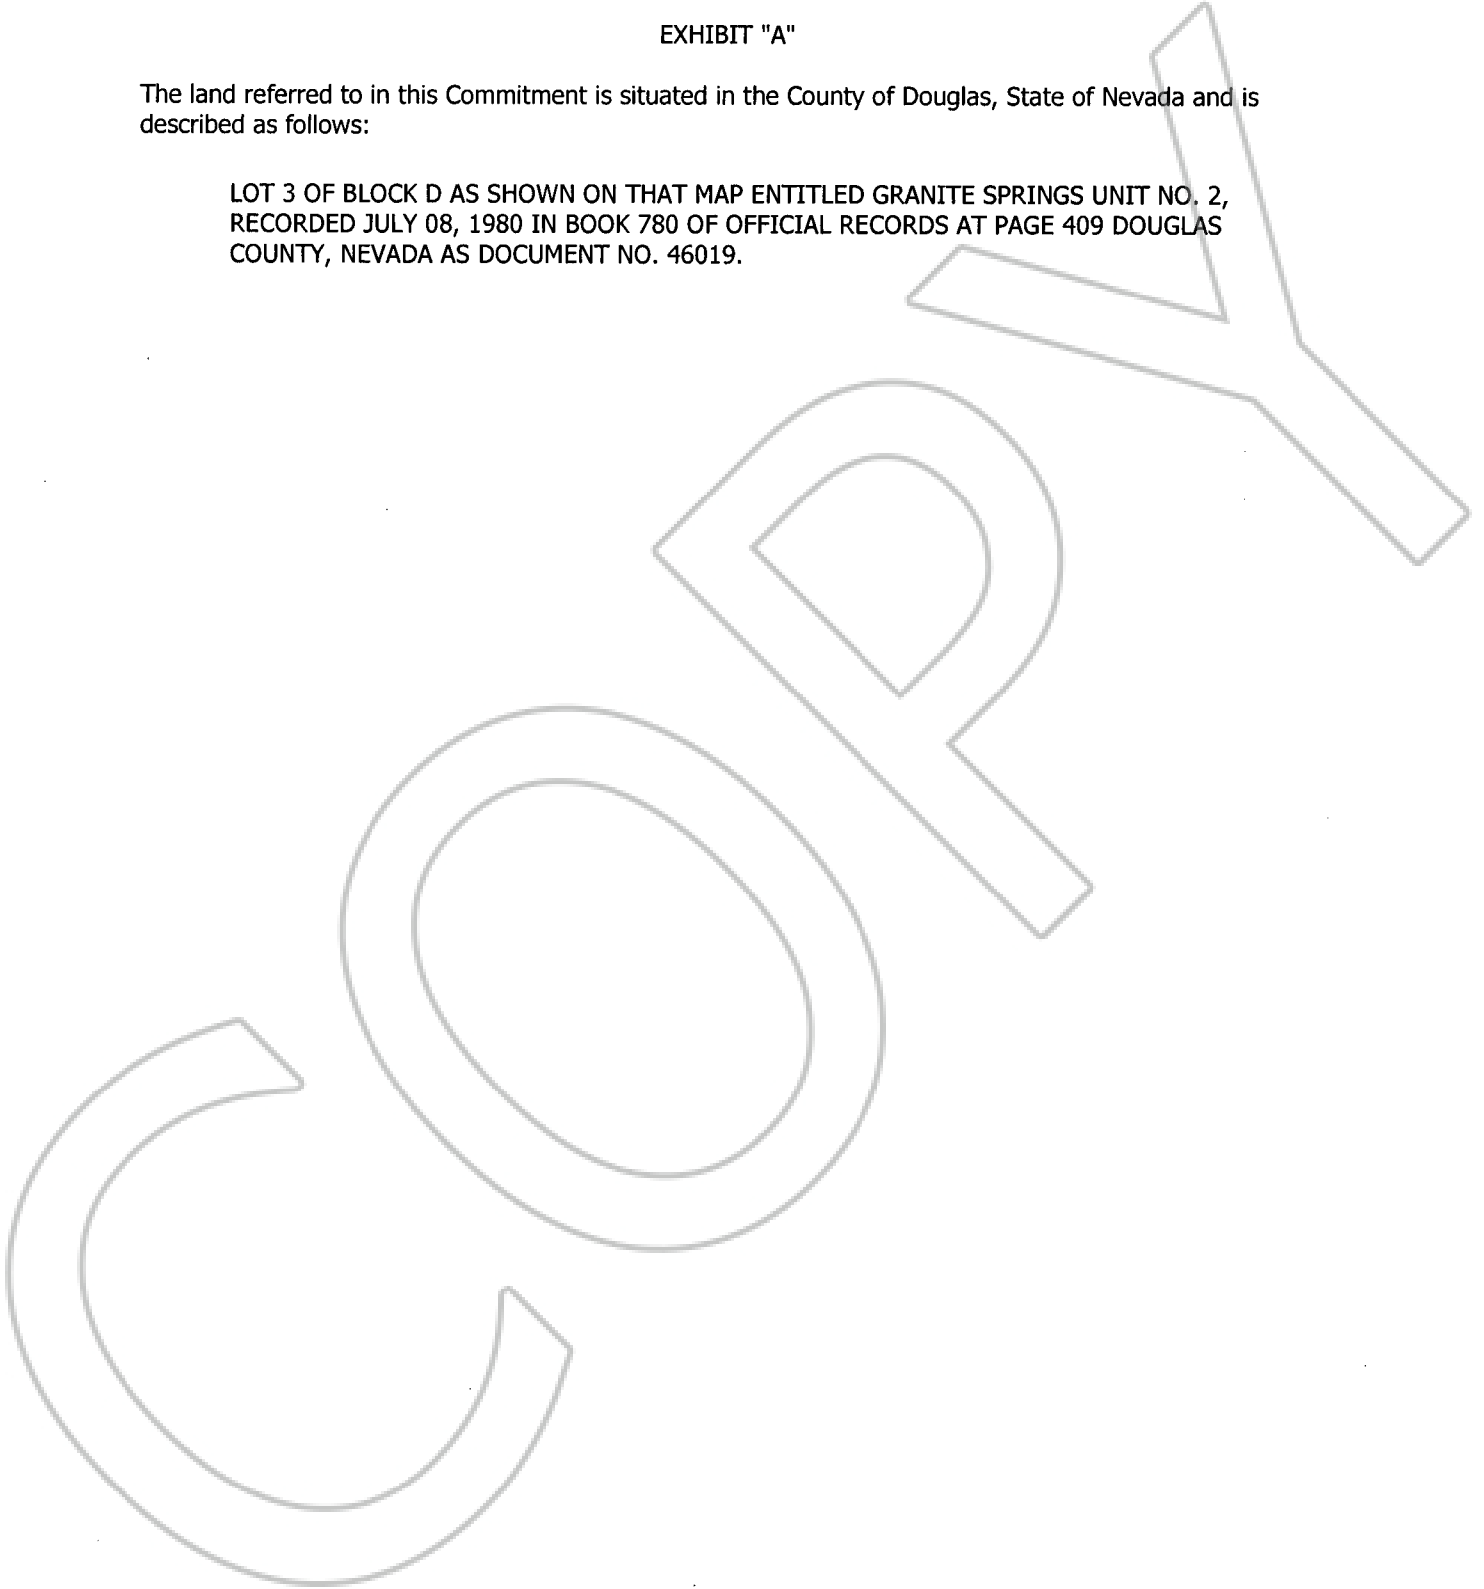 EXHIBIT "A"
The land referred to in this Commitment is situated in the County of Douglas, State of Nevada and is
described as follows:
LOT 3 OF BLOCK D AS SHOWN ON THAT MAP ENTITLED GRANITE SPRINGS UNIT NO. 2,
RECORDED JULY 08, 1980 IN BOOK 780 OF OFFICIAL RECORDS AT PAGE 409 DOUGLAS
COUNTY, NEVADA AS DOCUMENT NO. 46019.
COPY